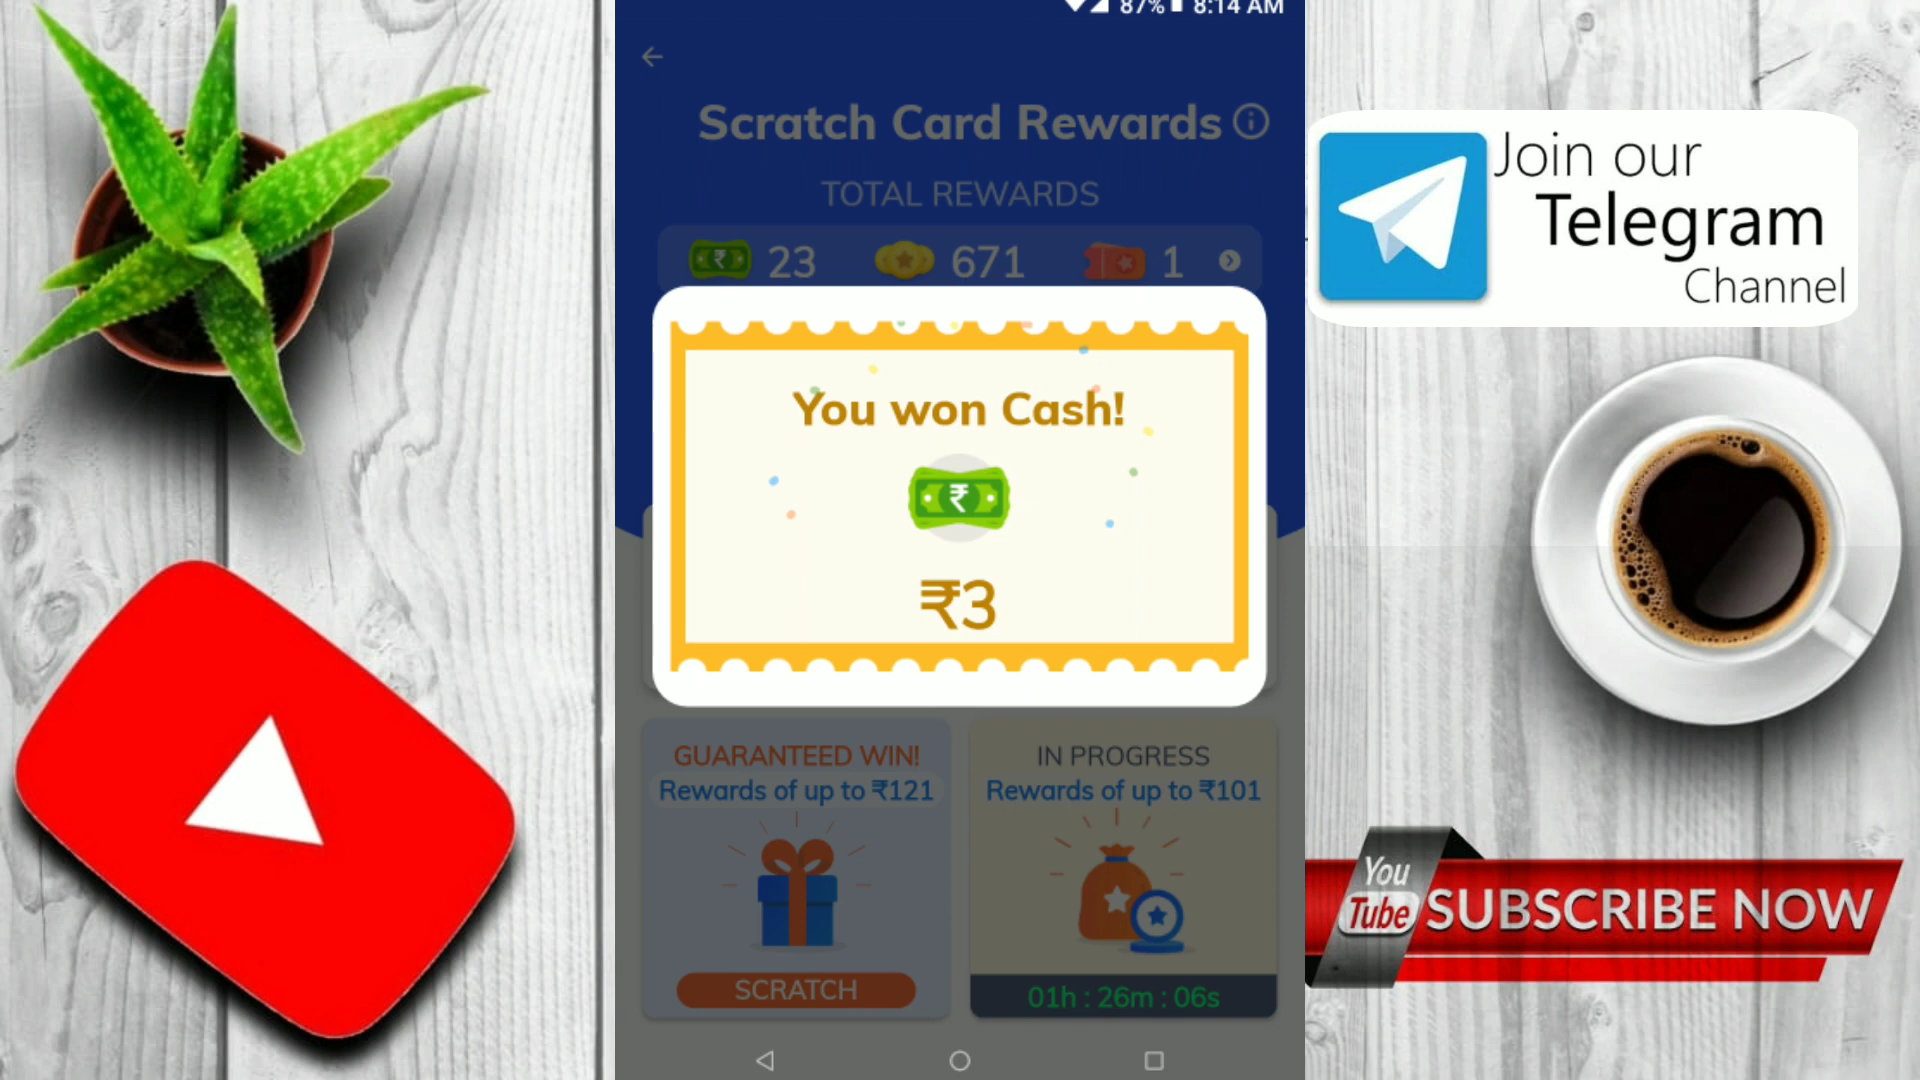 87% 8:14 AM
Scratch Card Rewards
TOTAL REWARDS
₹ 23 671 1
You won Cash!
₹
₹3
GUARANTEED WIN!
Rewards of up to ₹121
SCRATCH
IN PROGRESS
Rewards of up to ₹101
01h : 26m : 06s
Join our
Telegram
Channel
You
Tube SUBSCRIBE NOW